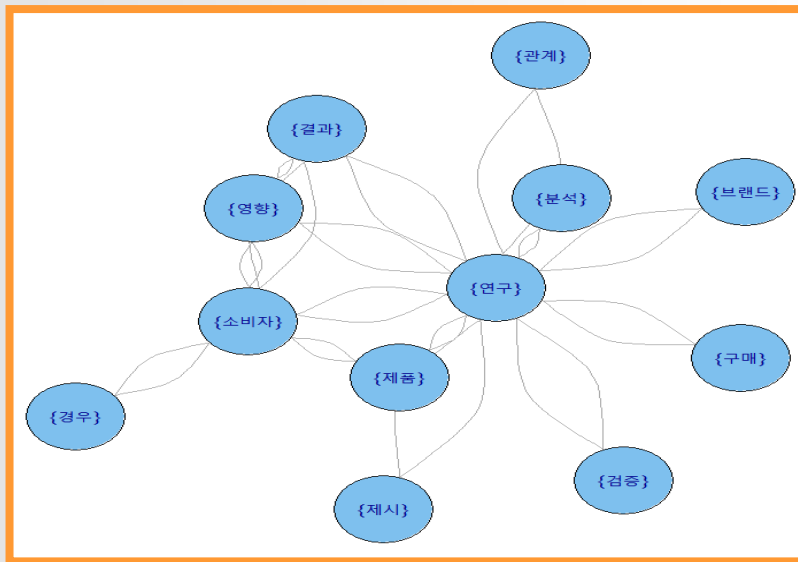 {관계}
{결과}
{분석}
{브랜드}
{영향}
{연구}
{소비자}
{구매}
{제품}
{경우}
{검증}
{제시}